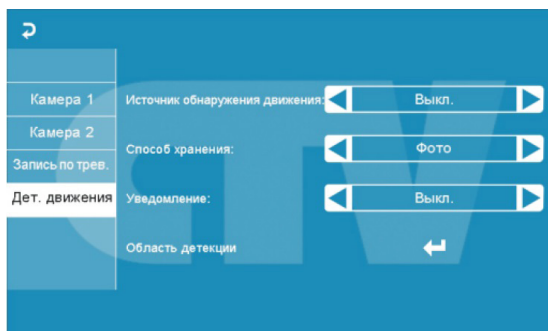 Камера 1
Источник обнаружения движения:
Выкл.
Камера 2
Способ хранения:
Фото
Запись по трев.
Дет. движения
Уведомление:
Выкл.
Область детекции
CTV